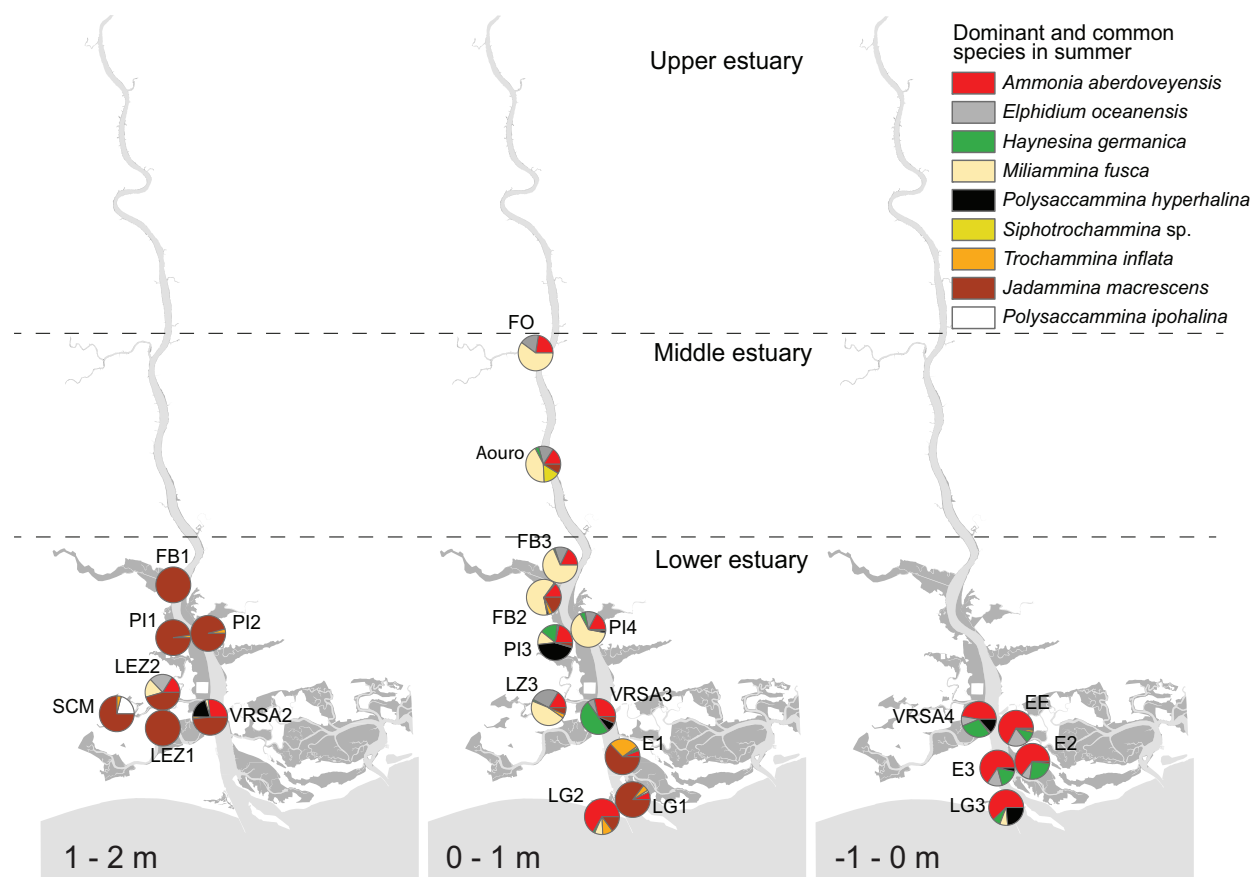 Upper estuary
Dominant and common
species in summer
Ammonia aberdoveyensis
Elphidium oceanensis
Haynesina germanica
Miliammina fusca
Polysaccammina hyperhalina
Siphotrochammina sp.
Trochammina inflata
Jadammina macrescens
Polysaccammina ipohalina
FO
Middle estuary
Aouro
Lower estuary
FB1
PI1
PI2
LEZ2
SCM
VRSA2
LEZ1
1 - 2 m
FB3
FB2
PI4
PI3
LZ3
VRSA3
E1
LG2
LG1
0 - 1 m
VRSA4
EE
E2
E3
LG3
-1 - 0 m